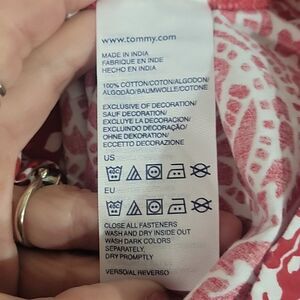 www.tommy.com
MADE IN INDIA
FABRIQUE EN INDE
HECHO EN INDIA
100% COTTON/COTON/ALGODON/
ALGODÃO/BAUMWOLLE/COTONE
EXCLUSIVE OF DECORATION/
SAUF DECORATION/
EXCLUYE LA DECORACION/
EXCLUINDO DECORAÇÃO/
OHNE DEKORATION/
ECCETTO DECORAZIONE
US
EU
CLOSE ALL FASTENERS
WASH AND DRY INSIDE OUT
WASH DARK COLORS
SEPARATELY,
DRY PROMPTLY
VERSO/AL REVERSO